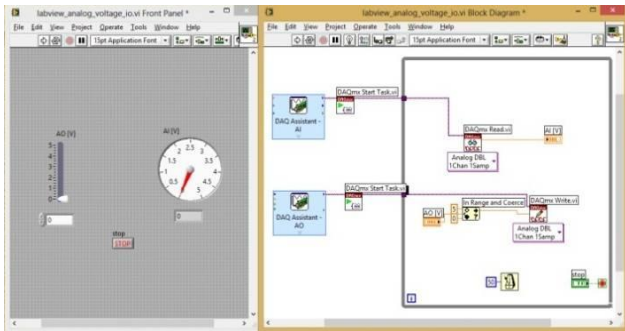 labview_analog_voltage_io.vi Front Panel *
File Edit View Project Operate Tools Window Help
15pt Application Font
AO [V]
5
4
3
2
1
0
0
AI [V]
0 0.5 1 1.5 2 2.5 3 3.5 4 4.5 5
0
stop
STOP
labview_analog_voltage_io.vi Block Diagram *
File Edit View Project Operate Tools Window Help
15pt Application Font
DAQmx Start Task.vi
DAQ Assistant -
AI
DAQmx Read.vi
AI [V]
Analog DBL
1Chan 1Samp
DAQmx Start Task.vi
DAQ Assistant -
AO
AO [V]
5
0
In Range and Coerce
DAQmx Write.vi
Analog DBL
1Chan 1Samp
50
stop
TF
i